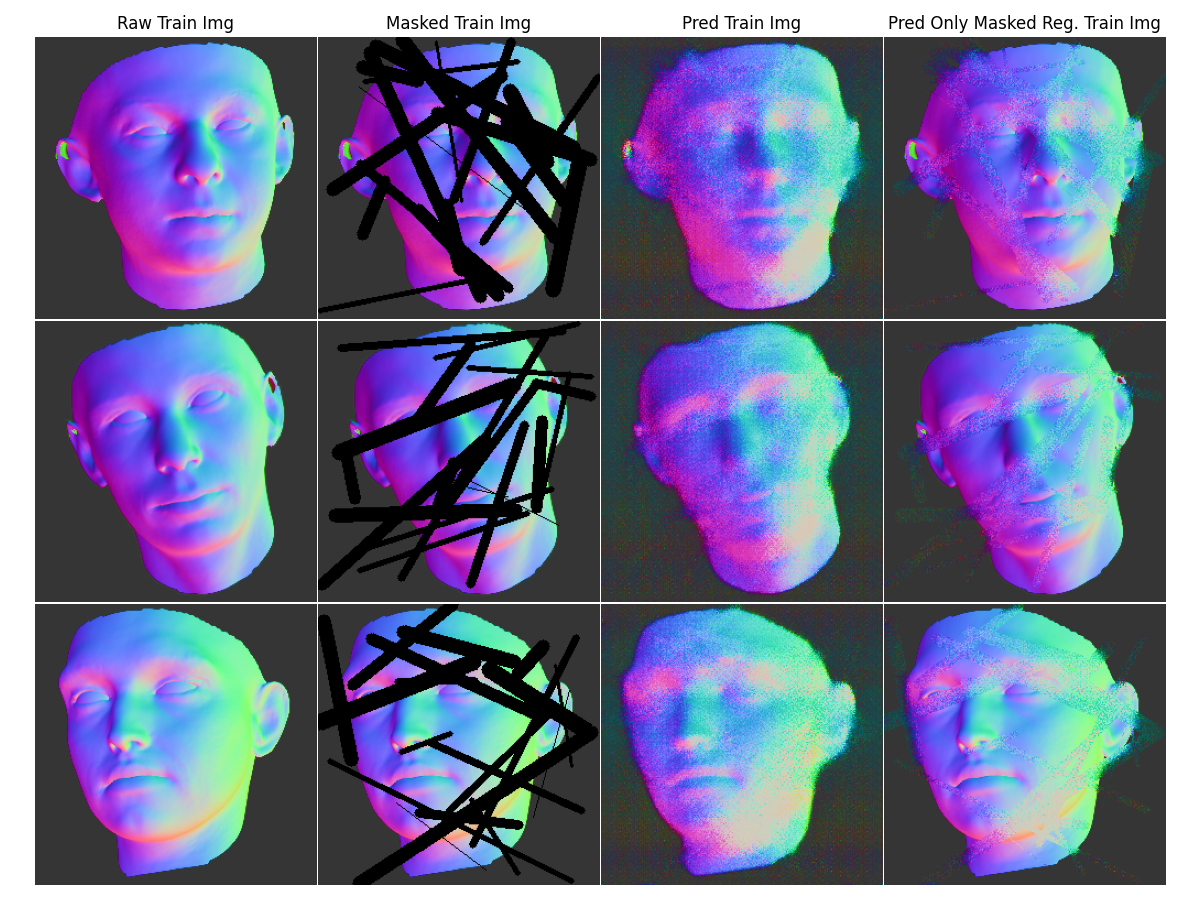 Raw Train Img
Masked Train Img
Pred Train Img
Pred Only Masked Reg. Train Img